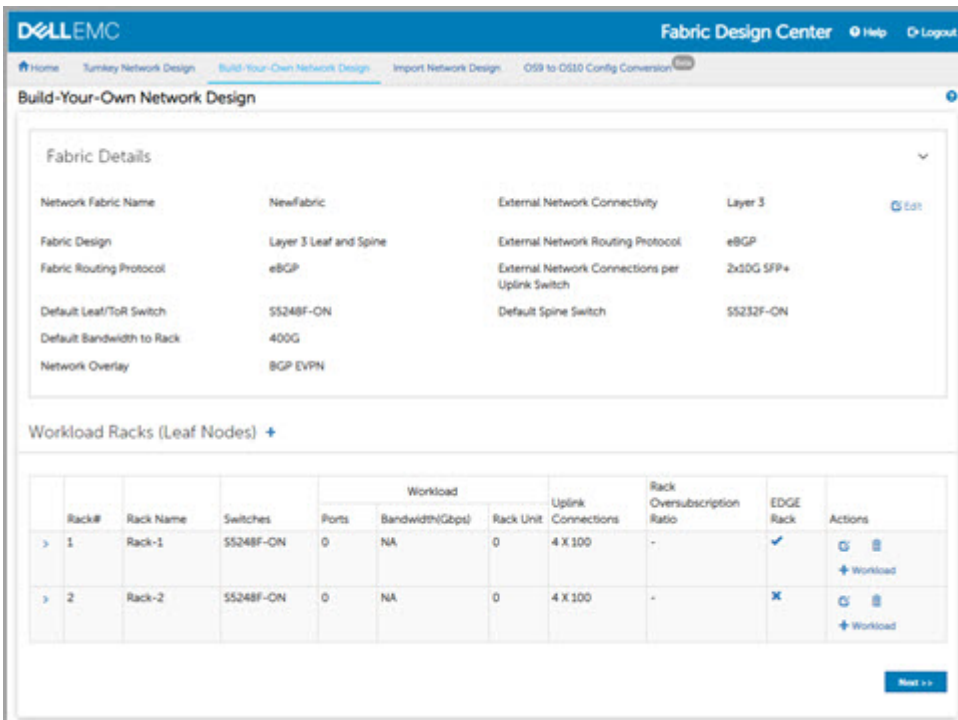 DELLEMC
Fabric Design Center Help Logout
Home Turnkey Network Design Build-Your-Own Network Design Import Network Design OS9 to OS10 Config Conversion Beta
Build-Your-Own Network Design
Fabric Details
Network Fabric Name NewFabric External Network Connectivity Layer 3 Edit
Fabric Design Layer 3 Leaf and Spine External Network Routing Protocol eBGP
Fabric Routing Protocol eBGP External Network Connections per 2x10G SFP+
Uplink Switch
Default Leaf/ToR Switch S5248F-ON Default Spine Switch S5232F-ON
Default Bandwidth to Rack 400G
Network Overlay BGP EVPN
Workload Racks (Leaf Nodes) +
Workload
Rack# Rack Name Switches Ports Bandwidth(Gbps) Rack Unit Uplink Connections Rack Oversubscription Ratio EDGE Rack Actions
> 1 Rack-1 S5248F-ON 0 NA 0 4 X 100 -
+ Workload
> 2 Rack-2 S5248F-ON 0 NA 0 4 X 100 -
+ Workload
Next >>